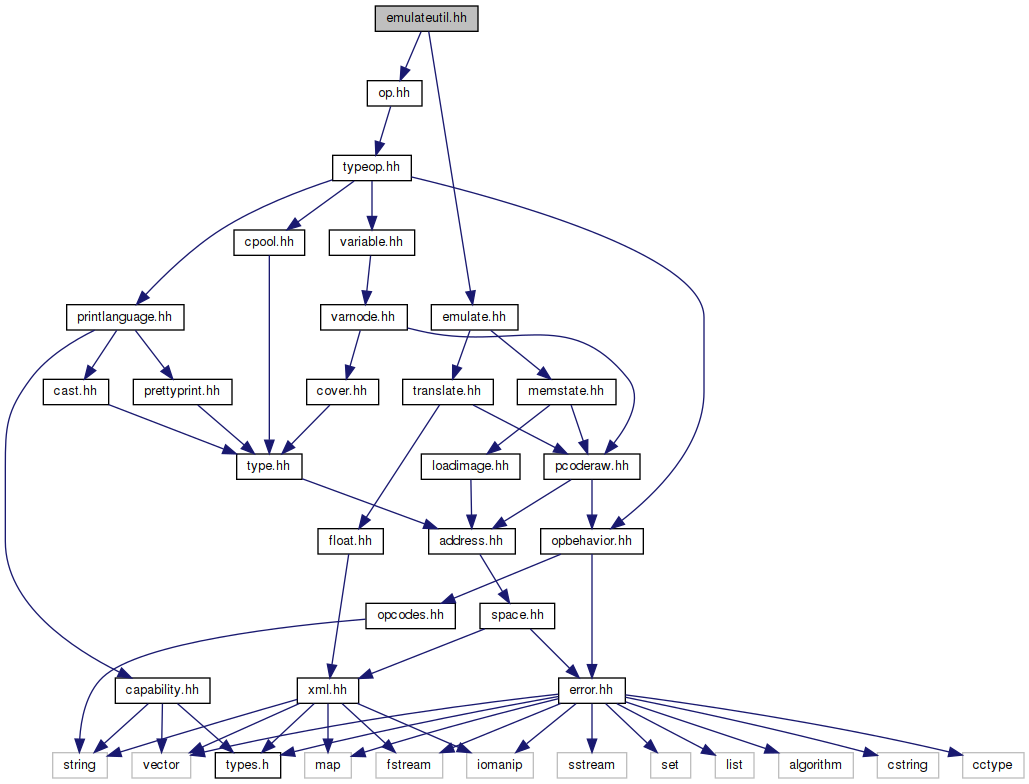 emulateutil.hh
op.hh
typeop.hh
cpool.hh
variable.hh
printlanguage.hh
varnode.hh
emulate.hh
cast.hh
prettyprint.hh
cover.hh
translate.hh
memstate.hh
type.hh
loadimage.hh
pcoderaw.hh
float.hh
address.hh
opbehavior.hh
opcodes.hh
space.hh
capability.hh
xml.hh
error.hh
string
vector
types.h
map
fstream
iomanip
sstream
set
list
algorithm
cstring
cctype